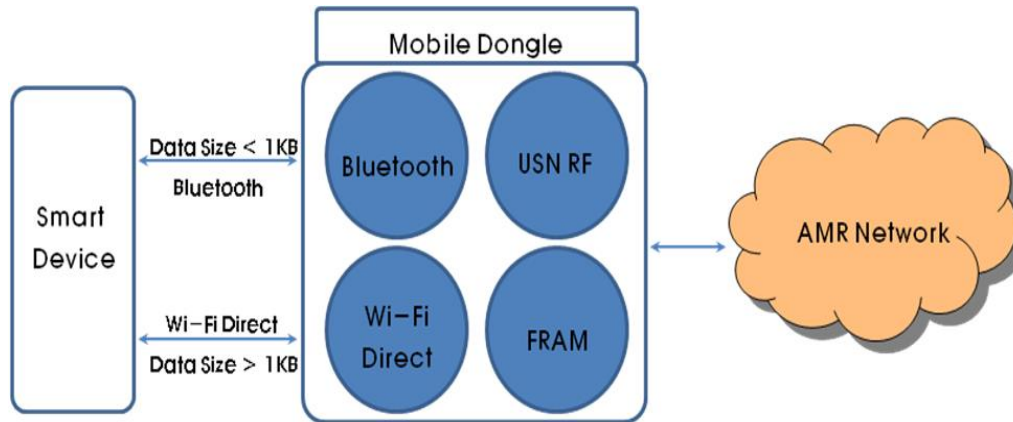 Mobile Dongle
Smart
Device
Data Size < 1KB
Bluetooth
Wi-Fi Direct
Data Size > 1KB
Bluetooth
USN RF
Wi-Fi
Direct
FRAM
AMR Network